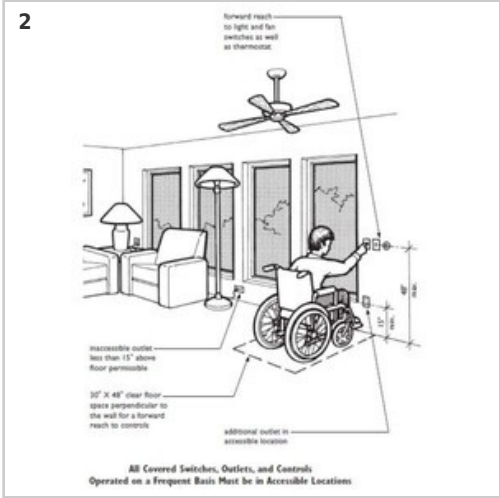 2
forward reach
to light and fan
switches as well
as thermostat
48"
max.
15"
min.
inaccessible outlet
less than 15" above
floor permissible
30" X 48" clear floor
space perpendicular to
the wall for a forward
reach to controls
additional outlet in
accessible location
All Covered Switches, Outlets, and Controls
Operated on a Frequent Basis Must be in Accessible Locations